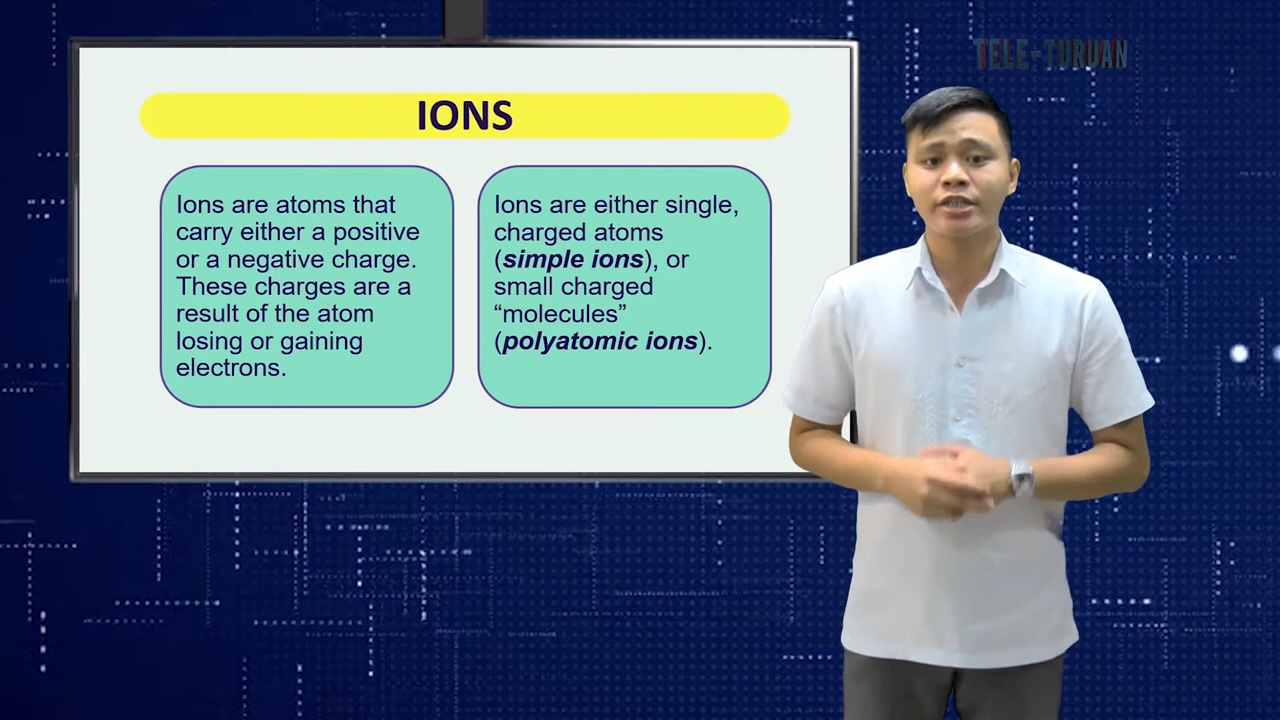 TELE-TURUAN
IONS
Ions are atoms that
carry either a positive
or a negative charge.
These charges are a
result of the atom
losing or gaining
electrons.
Ions are either single,
charged atoms
(simple ions), or
small charged
“molecules”
(polyatomic ions).